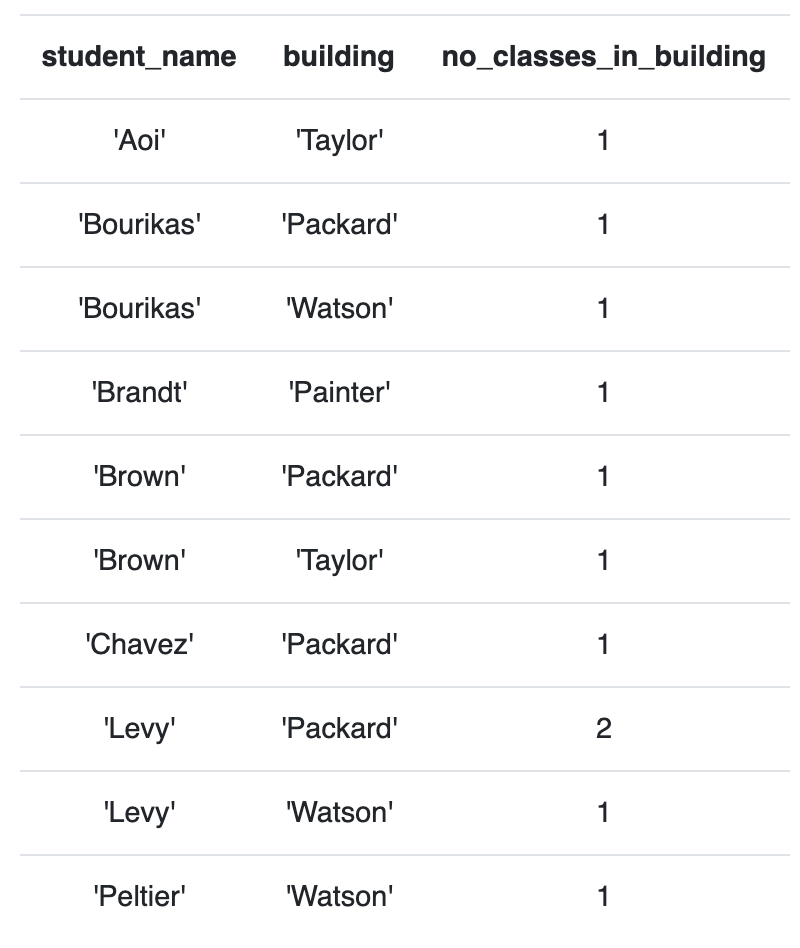 student_name building no_classes_in_building
'Aoi' 'Taylor' 1
'Bourikas' 'Packard' 1
'Bourikas' 'Watson' 1
'Brandt' 'Painter' 1
'Brown' 'Packard' 1
'Brown' 'Taylor' 1
'Chavez' 'Packard' 1
'Levy' 'Packard' 2
'Levy' 'Watson' 1
'Peltier' 'Watson' 1